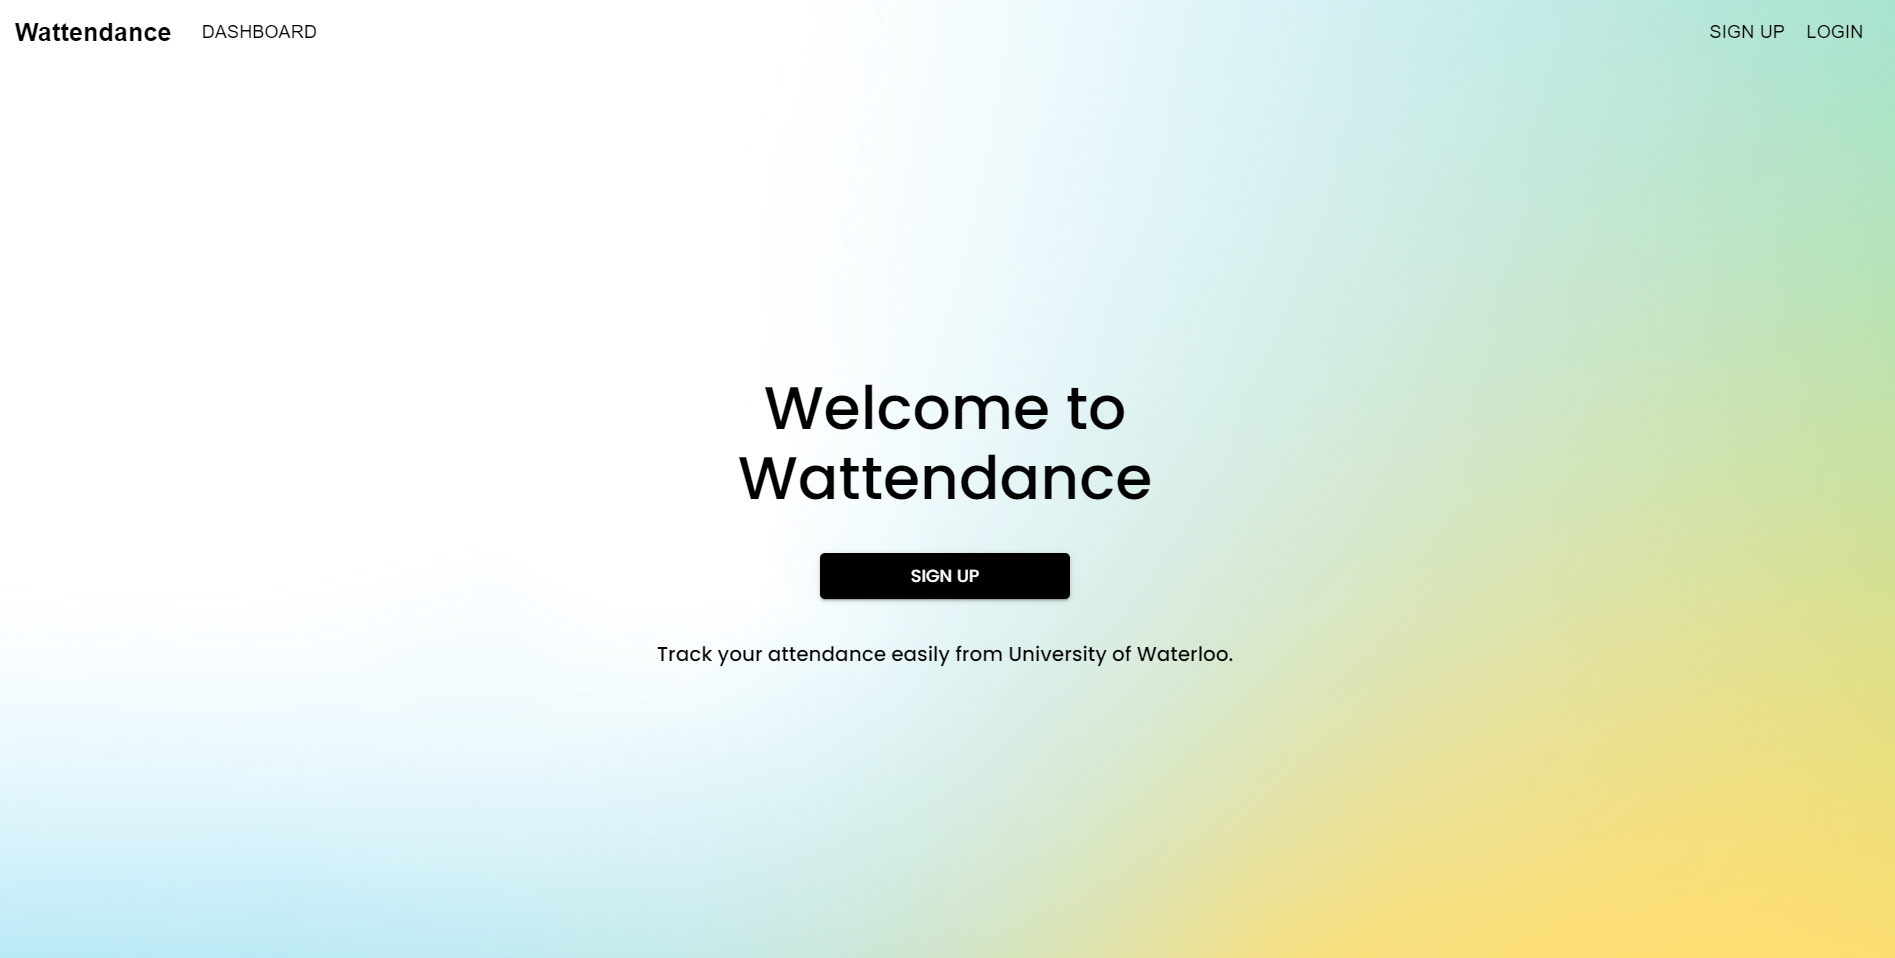 Wattendance DASHBOARD SIGN UP LOGIN
Welcome to
Wattendance
SIGN UP
Track your attendance easily from University of Waterloo.